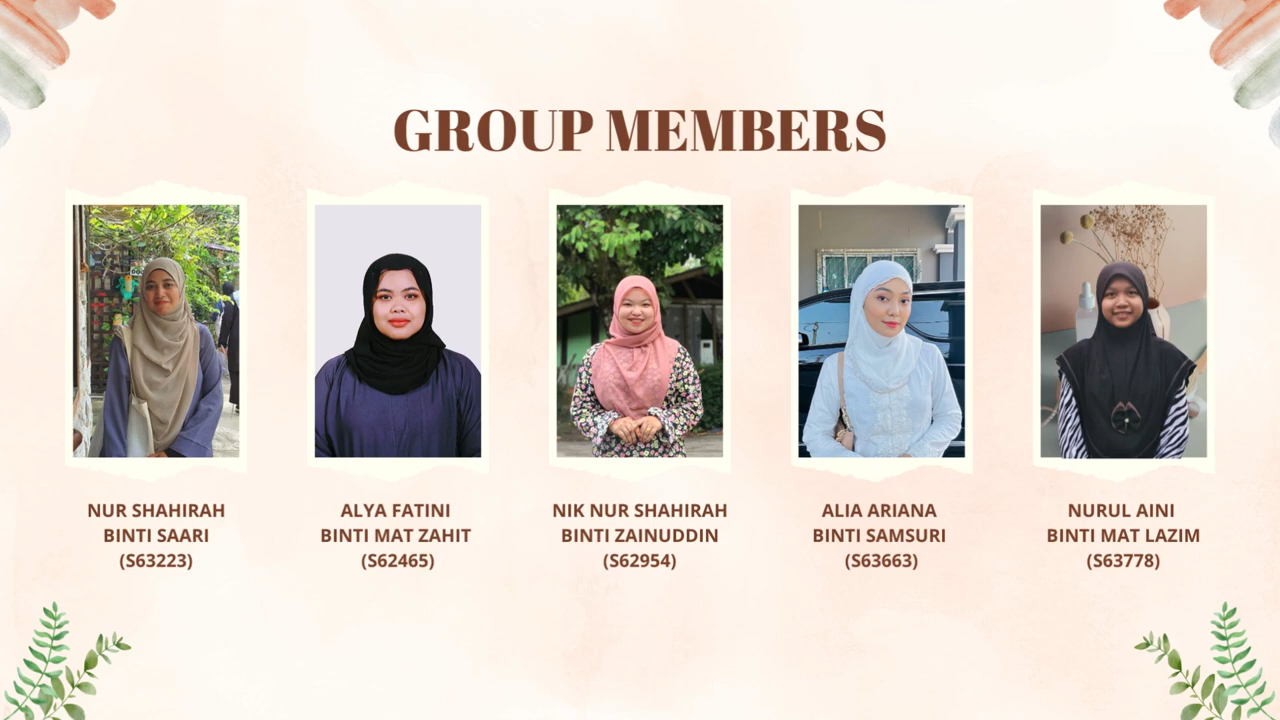 GROUP MEMBERS
NUR SHAHIRAH
BINTI SAARI
(S63223)
ALYA FATINI
BINTI MAT ZAHIT
(S62465)
NIK NUR SHAHIRAH
BINTI ZAINUDDIN
(S62954)
ALIA ARIANA
BINTI SAMSURI
(S63663)
NURUL AINI
BINTI MAT LAZIM
(S63778)